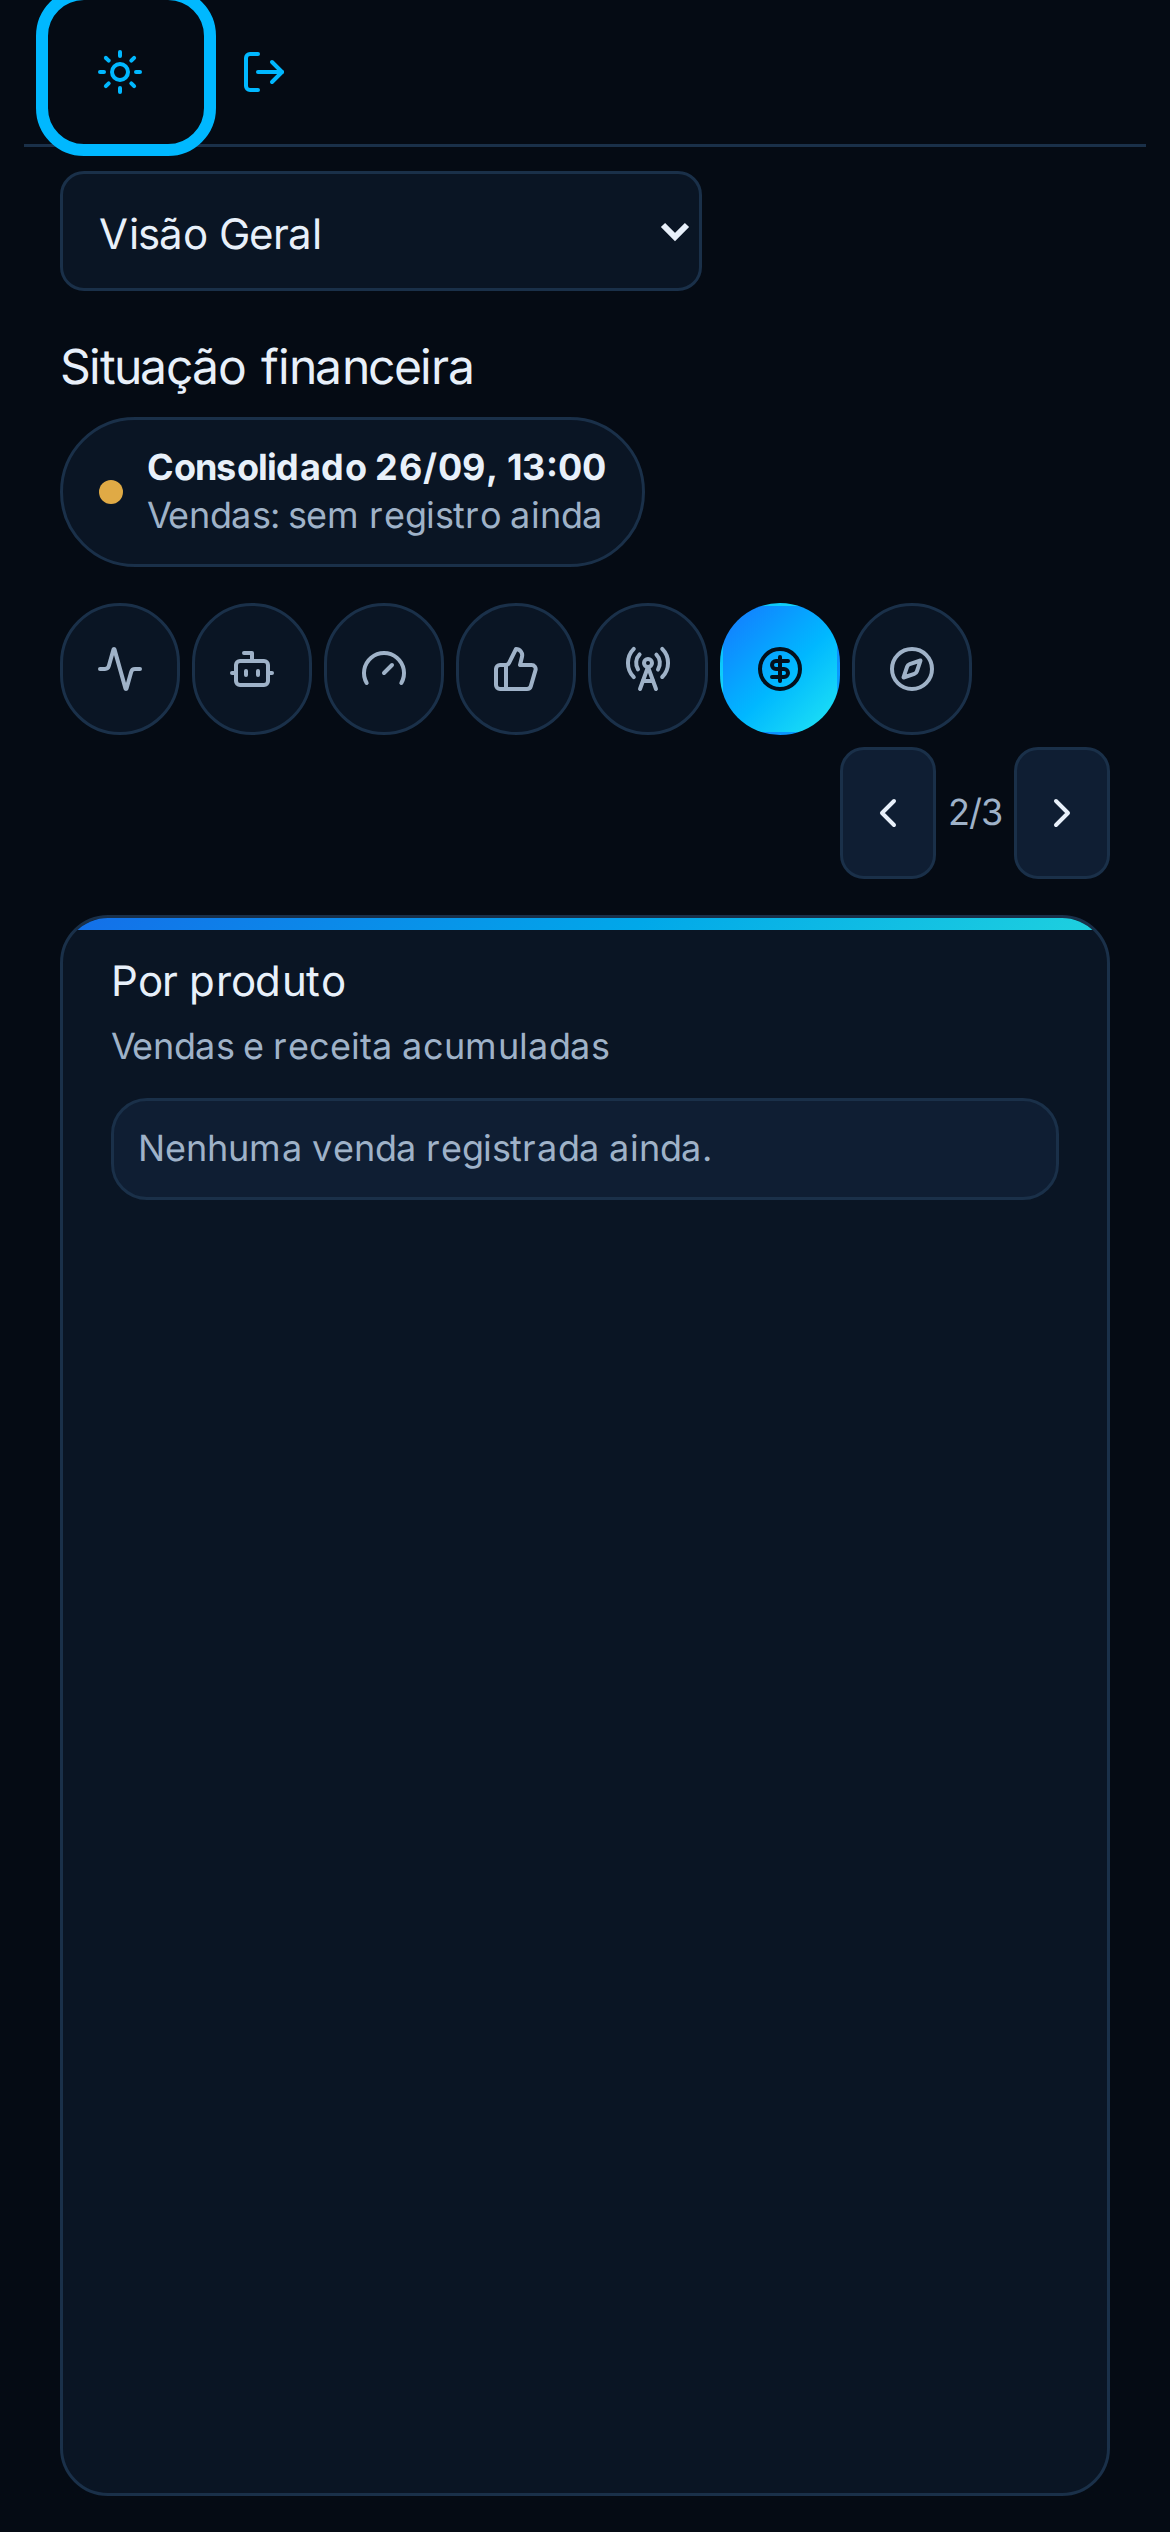 Visão Geral
Situação financeira
Consolidado 26/09, 13:00
Vendas: sem registro ainda
2/3
Por produto
Vendas e receita acumuladas
Nenhuma venda registrada ainda.